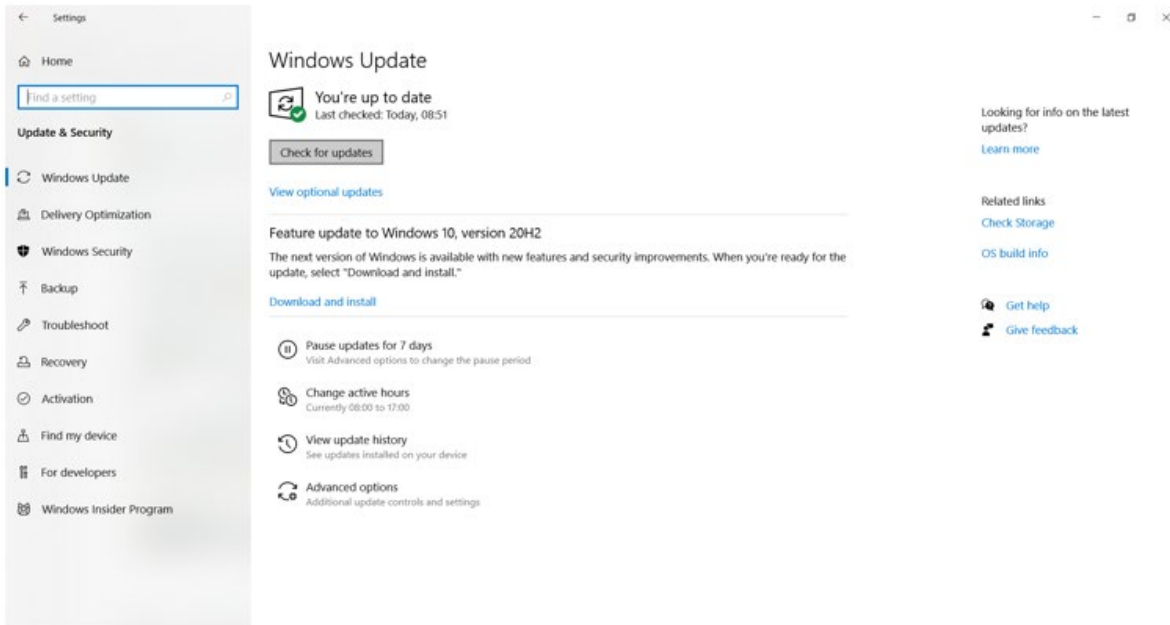 Settings
Home
Find a setting
Update & Security
Windows Update
Delivery Optimization
Windows Security
Backup
Troubleshoot
Recovery
Activation
Find my device
For developers
Windows Insider Program
Windows Update
You're up to date
Last checked: Today, 08:51
Check for updates
View optional updates
Feature update to Windows 10, version 20H2
The next version of Windows is available with new features and security improvements. When you're ready for the
update, select "Download and install."
Download and install
Pause updates for 7 days
Visit Advanced options to change the pause period
Change active hours
Currently 08:00 to 17:00
View update history
See updates installed on your device
Advanced options
Additional update controls and settings
Looking for info on the latest
updates?
Learn more
Related links
Check Storage
OS build info
Get help
Give feedback